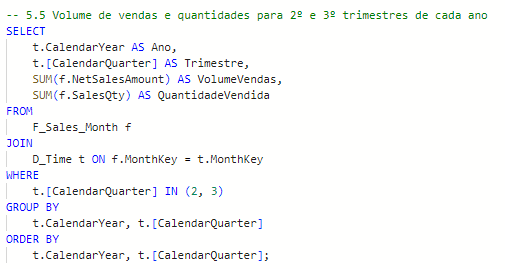 -- 5.5 Volume de vendas e quantidades para 2º e 3º trimestres de cada ano
SELECT
    t.CalendarYear AS Ano,
    t.[CalendarQuarter] AS Trimestre,
    SUM(f.NetSalesAmount) AS VolumeVendas,
    SUM(f.SalesQty) AS QuantidadeVendida
FROM
    F_Sales_Month f
JOIN
    D_Time t ON f.MonthKey = t.MonthKey
WHERE
    t.[CalendarQuarter] IN (2, 3)
GROUP BY
    t.CalendarYear, t.[CalendarQuarter]
ORDER BY
    t.CalendarYear, t.[CalendarQuarter];